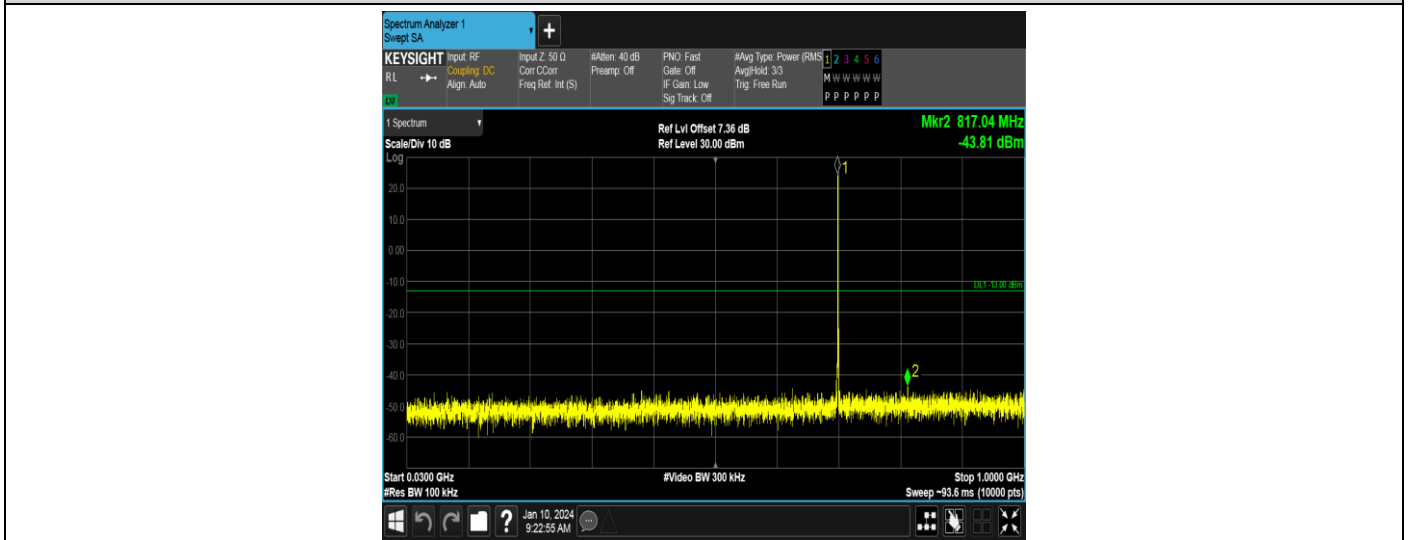 Spectrum Analyzer 1
Swept SA
+
KEYSIGHT
RL
LXI
Input: RF
Coupling: DC
Align: Auto
Input Z: 50 Ω
Corr CCorr
Freq Ref: Int (S)
#Atten: 40 dB
Preamp: Off
PNO: Fast
Gate: Off
IF Gain: Low
Sig Track: Off
#Avg Type: Power (RMS
Avg|Hold: 3/3
Trig: Free Run
1 2 3 4 5 6
M W W W W W
P P P P P P
1 Spectrum
Scale/Div 10 dB
Ref Lvl Offset 7.36 dB
Ref Level 30.00 dBm
Mkr2 817.04 MHz
-43.81 dBm
Log
1
20.0
10.0
0.00
-10.0
DL1 -13.00 dBm
-20.0
-30.0
-40.0
2
-50.0
-60.0
Start 0.0300 GHz
#Video BW 300 kHz
Stop 1.0000 GHz
#Res BW 100 kHz
Sweep ~93.6 ms (10000 pts)
?
Jan 10, 2024
9:22:55 AM